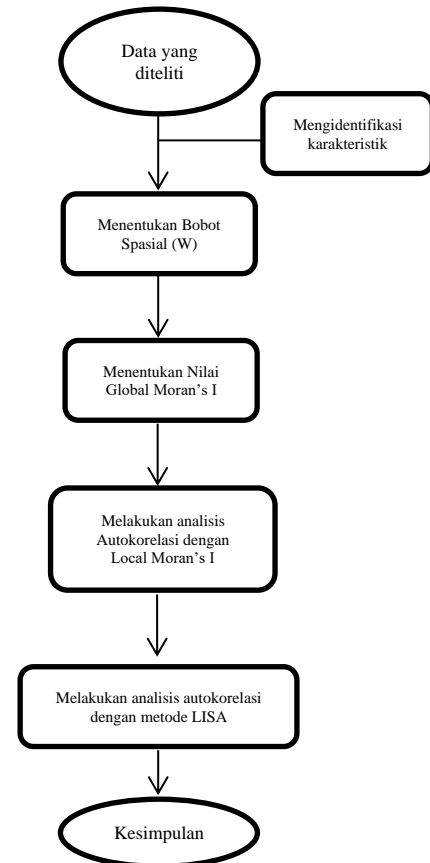 Data yang
diteliti
Mengidentifikasi
karakteristik
Menentukan Bobot
Spasial (W)
Menentukan Nilai
Global Moran’s I
Melakukan analisis
Autokorelasi dengan
Local Moran’s I
Melakukan analisis autokorelasi
dengan metode LISA
Kesimpulan